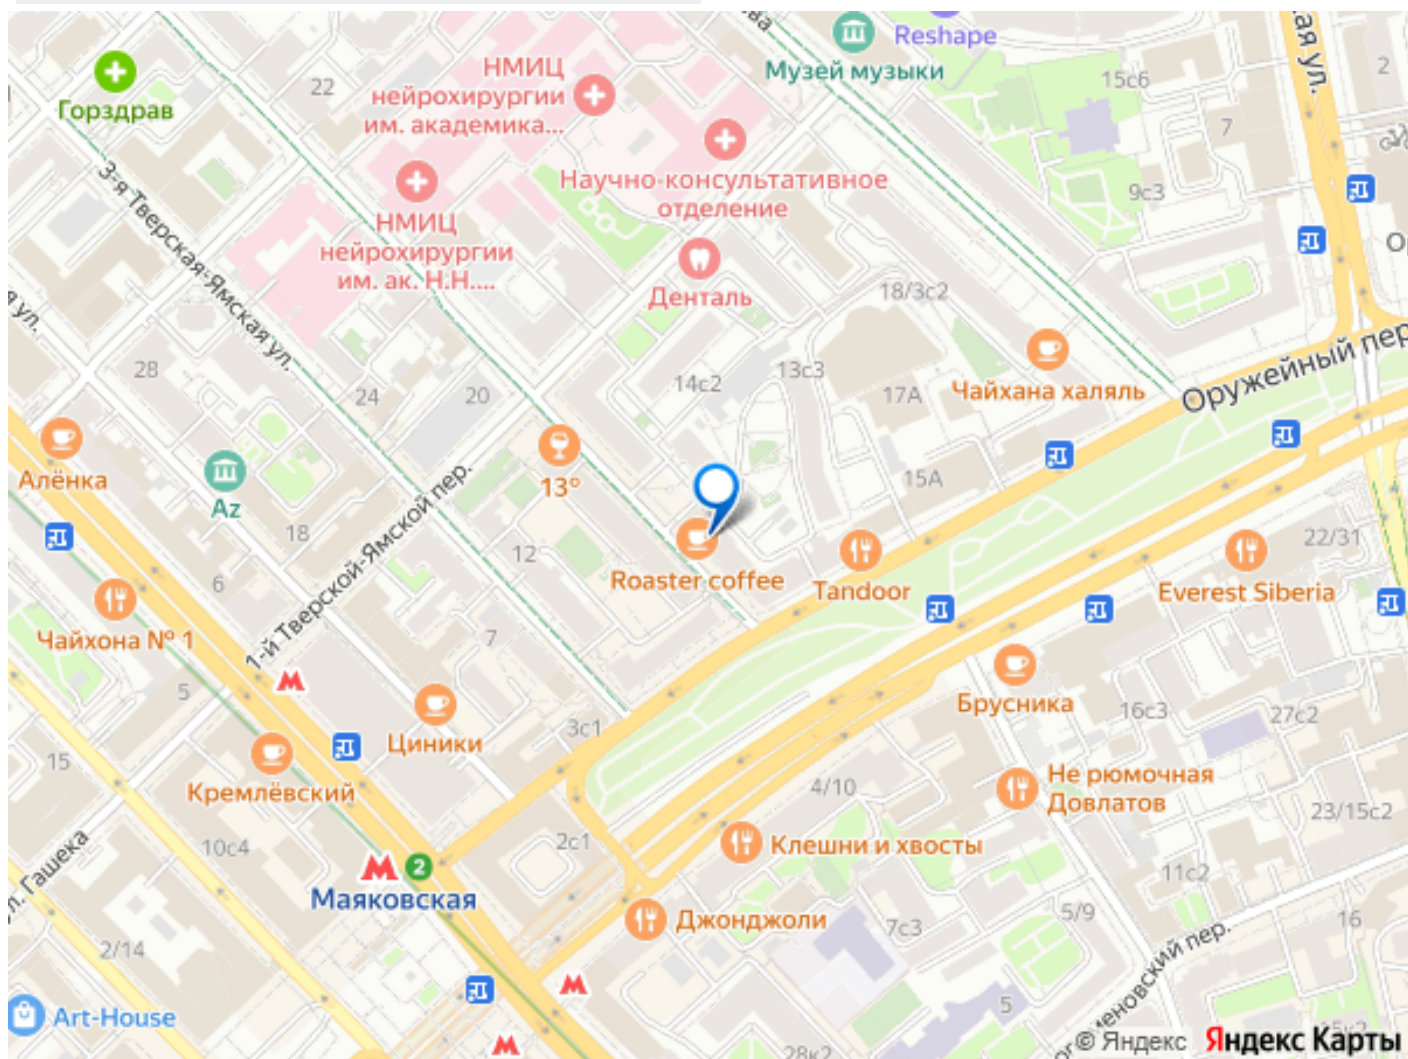 Reshape
Музей музыки
15с6
2
7
Горздрав
22
НМИЦ
нейрохирургии
им. академика...
Научно-консультативное
отделение
9с3
НМИЦ
нейрохирургии
им. ак. Н.Н....
3-я Тверская-Ямская ул.
Денталь
18/3с2
ул.
Оружейный пер
28
24
20
14с2
13с3
17А
Чайхана халяль
Алёнка
Az
13°
15А
18
12
6
Roaster coffee
Tandoor
22/31
Everest Siberia
Чайхона № 1
1-й Тверской-Ямской пер.
7
5
Брусника
16с3
27с2
Циники
3с1
15
Кремлёвский
4/10
Не рюмочная
Довлатов
23/15с2
10с4
2с1
Клешни и хвосты
11с2
Гашека
2
Маяковская
Джонджоли
7с3
5/9
16
2/14
5
Art-House
28к2
© Яндекс
Яндекс Карты